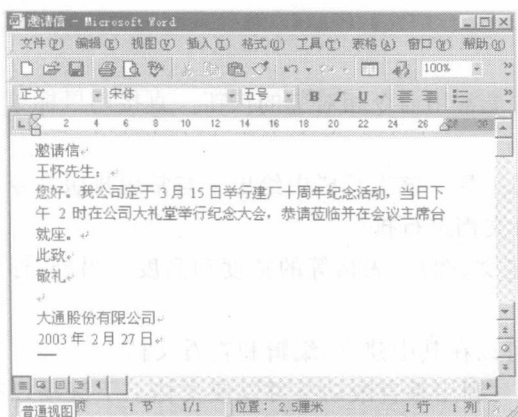 邀请信 - Microsoft Word
文件(F) 编辑(E) 视图(V) 插入(I) 格式(O) 工具(T) 表格(A) 窗口(W) 帮助(H)
100%
正文 宋体 五号 B I U
2 4 6 8 10 12 14 16 18 20 22 24 26 28 30
邀请信
王怀先生:
您好。我公司定于3月15日举行建厂十周年纪念活动,当日下
午 2 时在公司大礼堂举行纪念大会,恭请莅临并在会议主席台
就座。
此致
敬礼
大通股份有限公司
2003年2月27日
普通视图 页 1 节 1/1 位置: 2.5厘米 1 行 1 列